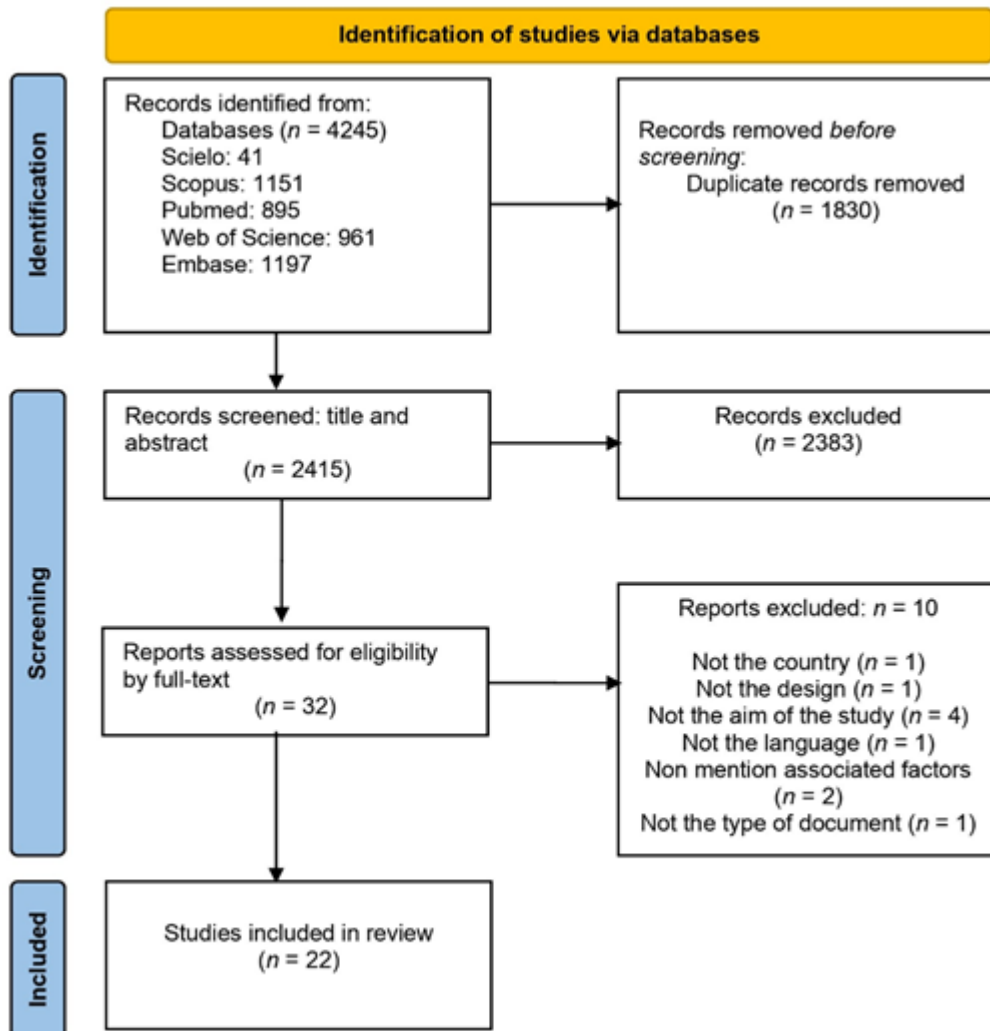 Identification of studies via databases
Identification
Records identified from:
Databases (n = 4245)
Scielo: 41
Scopus: 1151
Pubmed: 895
Web of Science: 961
Embase: 1197
Records removed before
screening:
Duplicate records removed
(n = 1830)
Screening
Records screened: title and
abstract
(n = 2415)
Records excluded
(n = 2383)
Reports assessed for eligibility
by full-text
(n = 32)
Reports excluded: n = 10
Not the country (n = 1)
Not the design (n = 1)
Not the aim of the study (n = 4)
Not the language (n = 1)
Non mention associated factors
(n = 2)
Not the type of document (n = 1)
Included
Studies included in review
(n = 22)